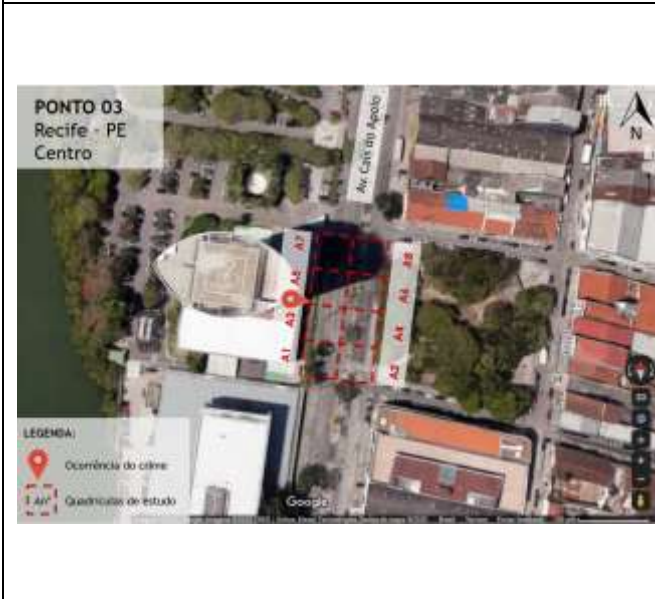 PONTO 03
Recife - PE
Centro
Av. Cais do Apolo
N
A7
A8
A6
A3
A4
A1
A2
LEGENDA:
Ocorrência do crime
Quadrículas de estudo
Google